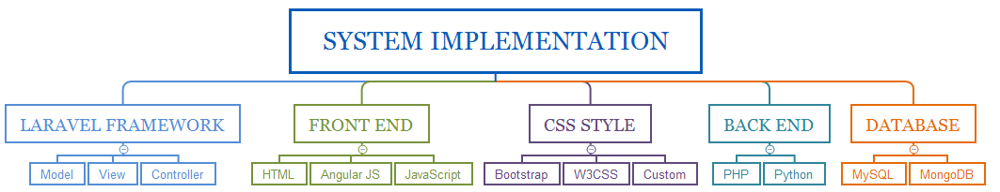 SYSTEM IMPLEMENTATION
LARAVEL FRAMEWORK
FRONT END
CSS STYLE
BACK END
DATABASE
Model
View
Controller
HTML
Angular JS
JavaScript
Bootstrap
W3CSS
Custom
PHP
Python
MySQL
MongoDB